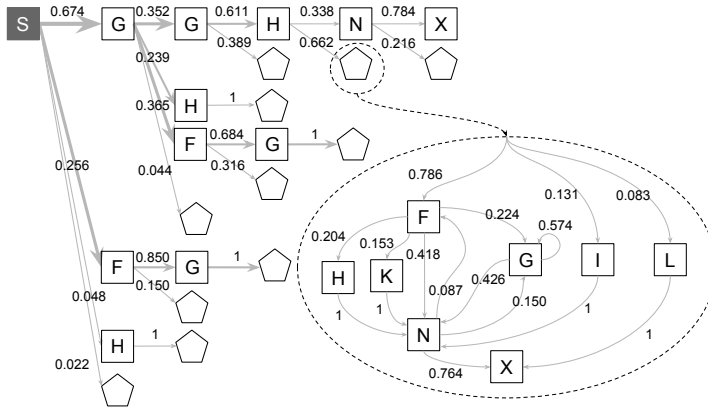 S 0.674 G 0.352 G 0.611 H 0.338 N 0.784 X
0.389 0.662 0.216
0.239
0.365 H 1
F 0.684 G 1
0.316
0.256
0.044
0.786 0.131 0.083
F 0.224 0.574
0.204 0.153 0.418
F 0.850 G 1
H K G I L
0.150 0.087 0.426
0.048 0.150
1 1 1 1
H 1 N
0.022 0.764 X